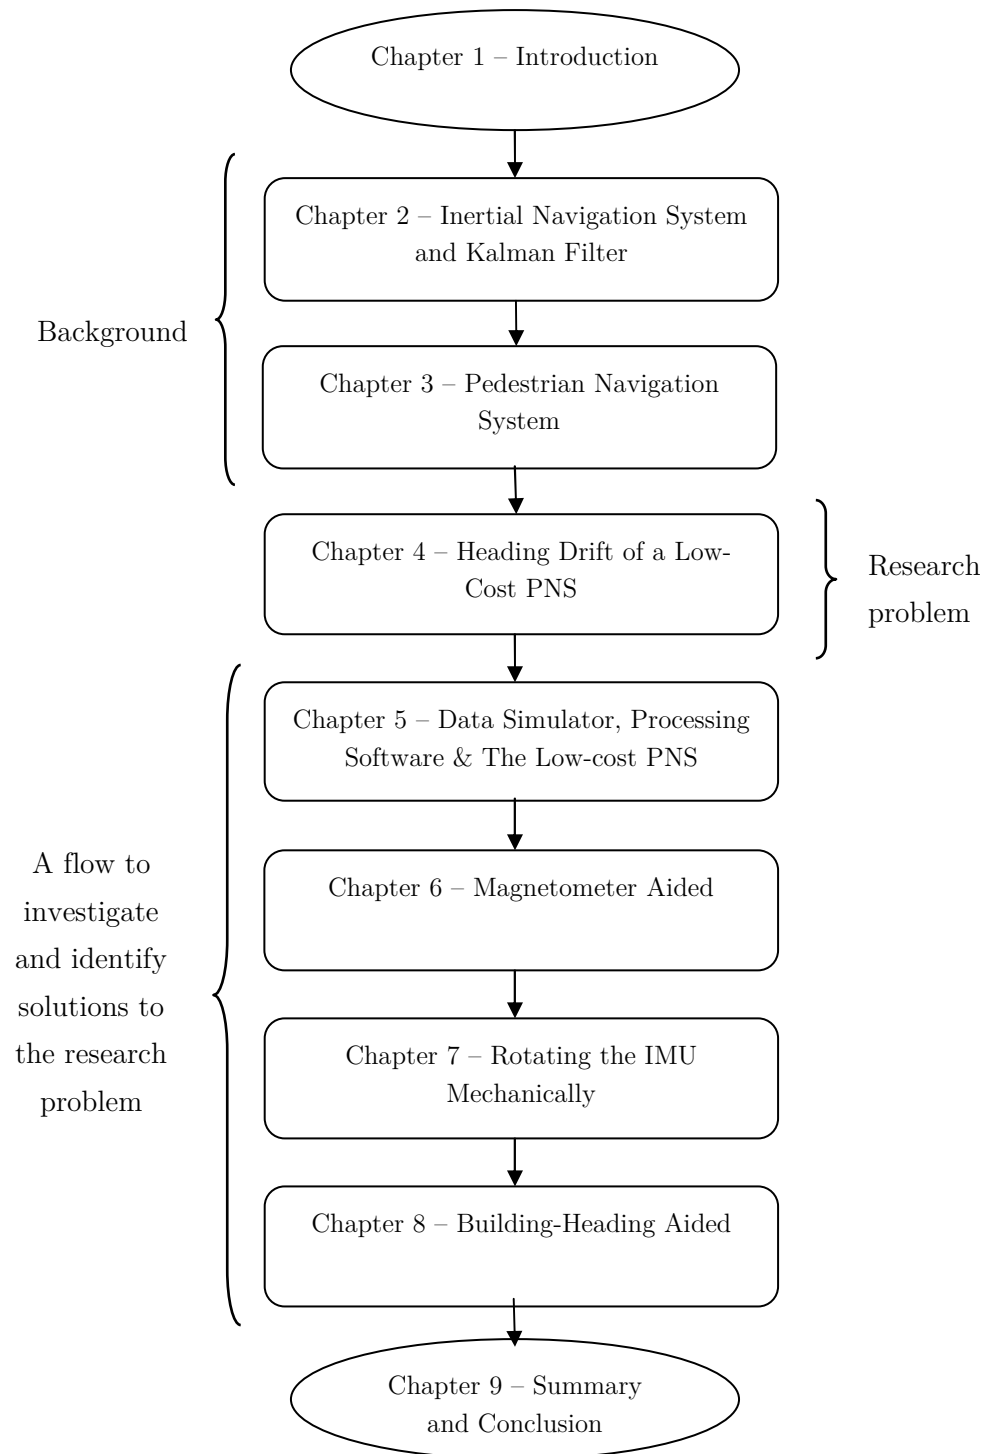 Chapter 1 – Introduction
Chapter 2 – Inertial Navigation System
and Kalman Filter
Background
Chapter 3 – Pedestrian Navigation
System
Chapter 4 – Heading Drift of a Low-
Cost PNS
Research
problem
Chapter 5 – Data Simulator, Processing
Software & The Low-cost PNS
A flow to
investigate
and identify
solutions to
the research
problem
Chapter 6 – Magnetometer Aided
Chapter 7 – Rotating the IMU
Mechanically
Chapter 8 – Building-Heading Aided
Chapter 9 – Summary
and Conclusion